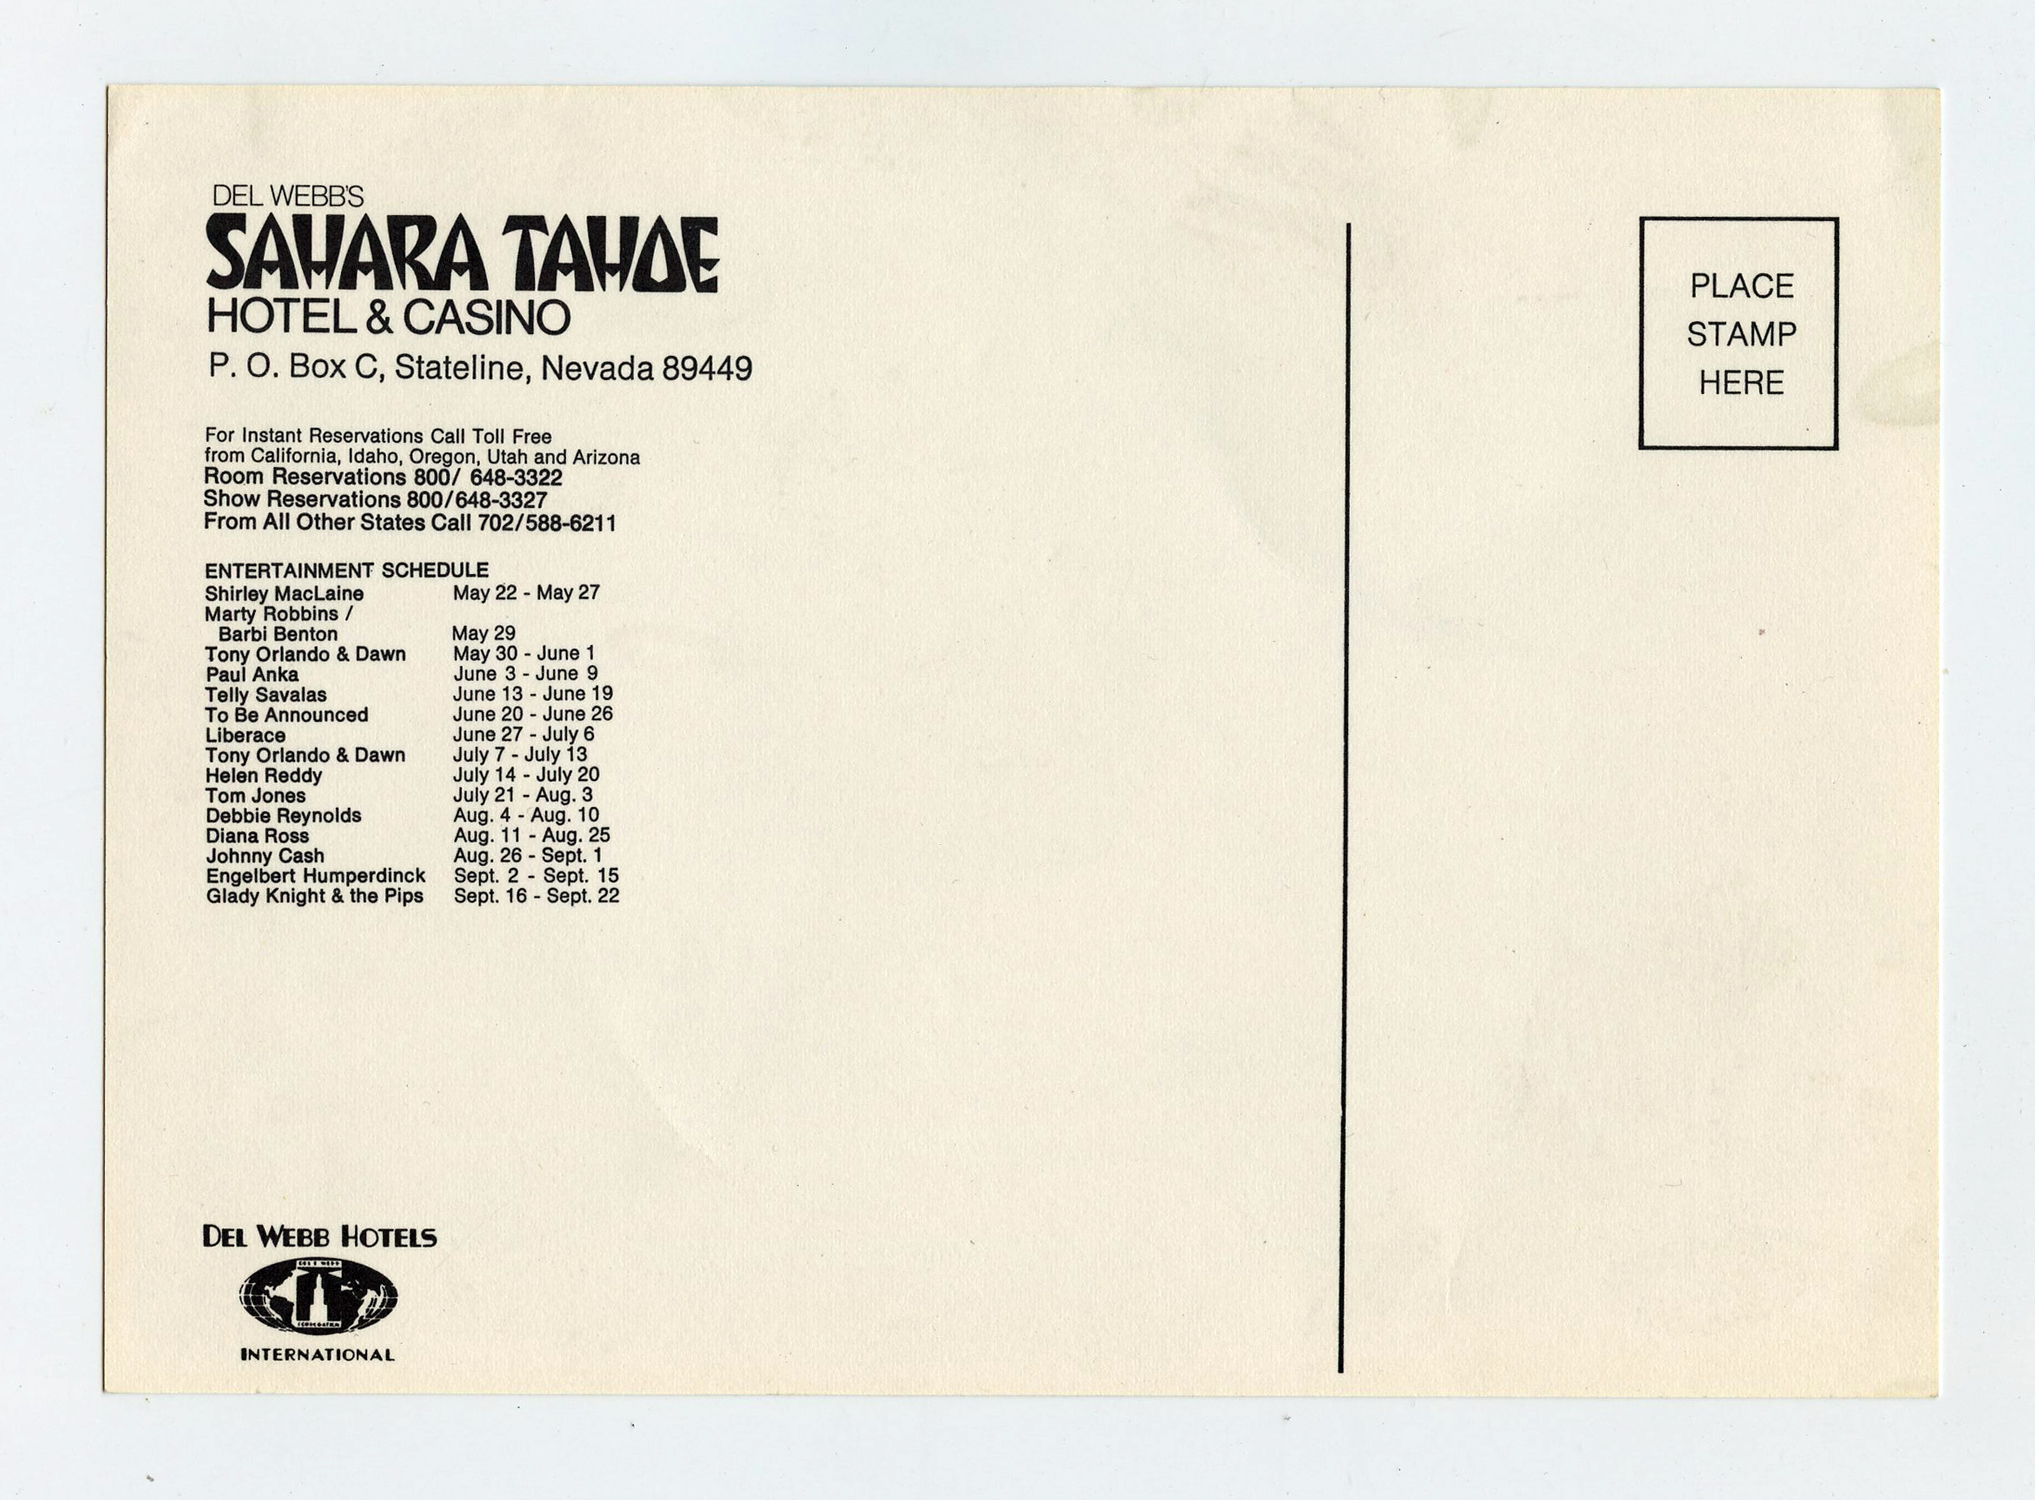 DEL WEBB'S
SAHARA TAHOE
HOTEL & CASINO
P. O. Box C, Stateline, Nevada 89449
For Instant Reservations Call Toll Free
from California, Idaho, Oregon, Utah and Arizona
Room Reservations 800/ 648-3322
Show Reservations 800/648-3327
From All Other States Call 702/588-6211
ENTERTAINMENT SCHEDULE
Shirley MacLaine May 22 - May 27
Marty Robbins /
Barbi Benton May 29
Tony Orlando & Dawn May 30 - June 1
Paul Anka June 3 - June 9
Telly Savalas June 13 - June 19
To Be Announced June 20 - June 26
Liberace June 27 - July 6
Tony Orlando & Dawn July 7 - July 13
Helen Reddy July 14 - July 20
Tom Jones July 21 - Aug. 3
Debbie Reynolds Aug. 4 - Aug. 10
Diana Ross Aug. 11 - Aug. 25
Johnny Cash Aug. 26 - Sept. 1
Engelbert Humperdinck Sept. 2 - Sept. 15
Glady Knight & the Pips Sept. 16 - Sept. 22
DEL WEBB HOTELS
DEL E. WEBB
CORPORATION
INTERNATIONAL
PLACE
STAMP
HERE